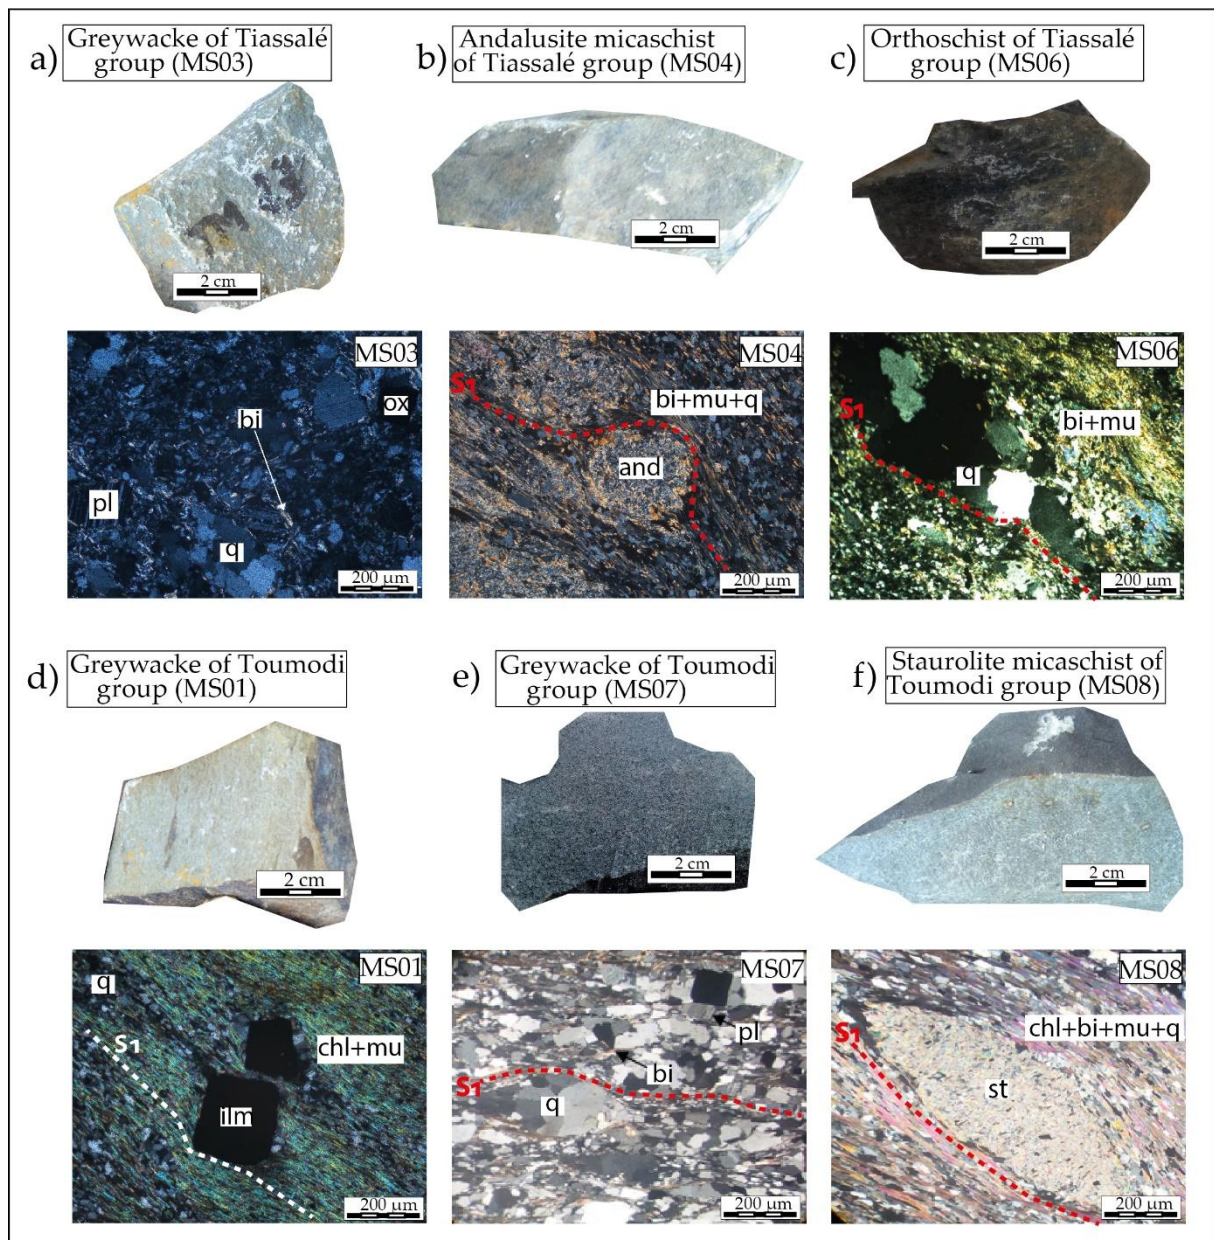 a)
Greywacke of Tiassalé
group (MS03)
b)
Andalusite micaschist
of Tiassalé group (MS04)
c)
Orthoschist of Tiassalé
group (MS06)
2 cm
2 cm
2 cm
MS03
ox
bi
pl
q
200 µm
MS04
S1
bi+mu+q
and
200 µm
MS06
S1
bi+mu
q
200 µm
d)
Greywacke of Toumodi
group (MS01)
e)
Greywacke of Toumodi
group (MS07)
f)
Staurolite micaschist of
Toumodi group (MS08)
2 cm
2 cm
2 cm
MS01
q
S1
chl+mu
ilm
200 µm
MS07
pl
bi
S1
q
200 µm
MS08
S1
chl+bi+mu+q
st
200 µm